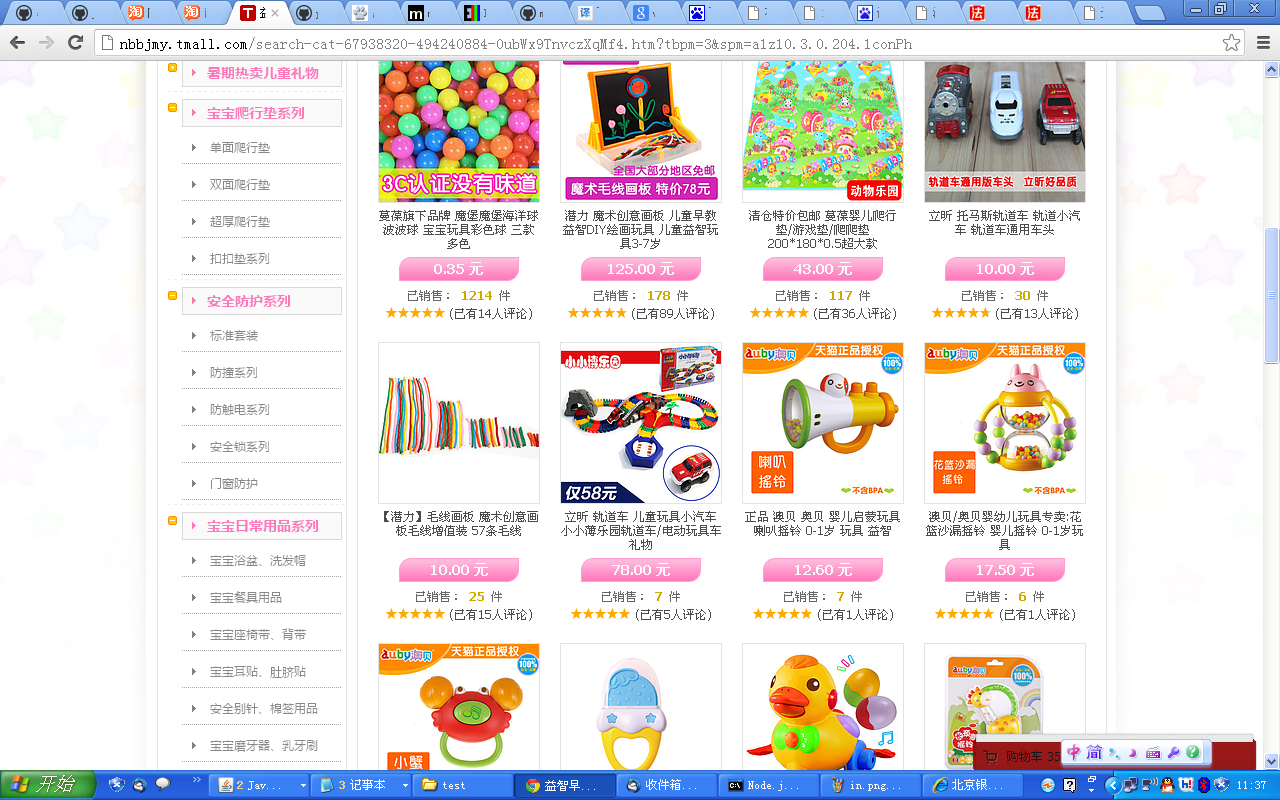 nbbjmy.tmall.com/search-cat-67938320-494240884-0ubWx9TnvczXqMf4.htm?tbpm=3&spm=a1z10.3.0.204.1conPh
暑期热卖儿童礼物
宝宝爬行垫系列
单面爬行垫
双面爬行垫
超厚爬行垫
扣扣垫系列
安全防护系列
标准套装
防撞系列
防触电系列
安全锁系列
门窗防护
宝宝日常用品系列
宝宝浴盆、洗发帽
宝宝餐具用品
宝宝座椅带、背带
宝宝耳贴、肚脐贴
安全别针、棉签用品
宝宝磨牙器、乳牙刷
3C认证没有味道
莫葆旗下品牌 魔堡魔堡海洋球
波波球 宝宝玩具彩色球 三款
多色
0.35 元
已销售: 1214 件
(已有14人评论)
全国大部分地区免邮
魔术毛线画板 特价78元
潜力 魔术创意画板 儿童早教
益智DIY绘画玩具 儿童益智玩
具3-7岁
125.00 元
已销售: 178 件
(已有89人评论)
动物乐园
清仓特价包邮 莫葆婴儿爬行
垫/游戏垫/爬爬垫
200*180*0.5超大款
43.00 元
已销售: 117 件
(已有36人评论)
轨道车通用版车头 立昕好品质
立昕 托马斯轨道车 轨道小汽
车 轨道车通用车头
10.00 元
已销售: 30 件
(已有13人评论)
【潜力】毛线画板 魔术创意画
板毛线增值装 57条毛线
10.00 元
已销售: 25 件
(已有15人评论)
小小博乐园
仅58元
立昕 轨道车 儿童玩具小汽车
小小薄乐园轨道车/电动玩具车
礼物
78.00 元
已销售: 7 件
(已有5人评论)
auby澳贝 天猫正品授权
100%
喇叭
摇铃
不含BPA
正品 澳贝 奥贝 婴儿启蒙玩具
喇叭摇铃 0-1岁 玩具 益智
12.60 元
已销售: 7 件
(已有1人评论)
auby澳贝 天猫正品授权
100%
花篮沙漏
摇铃
不含BPA
澳贝/奥贝婴幼儿玩具专卖:花
篮沙漏摇铃 婴儿摇铃 0-1岁玩
具
17.50 元
已销售: 6 件
(已有1人评论)
auby澳贝 天猫正品授权
100%
小蟹
auby澳贝
100%
购物车 35
中 简
开始
2 Jav...
3 记事本
test
益智早...
收件箱...
Node.j...
in.png...
北京银...
11:37